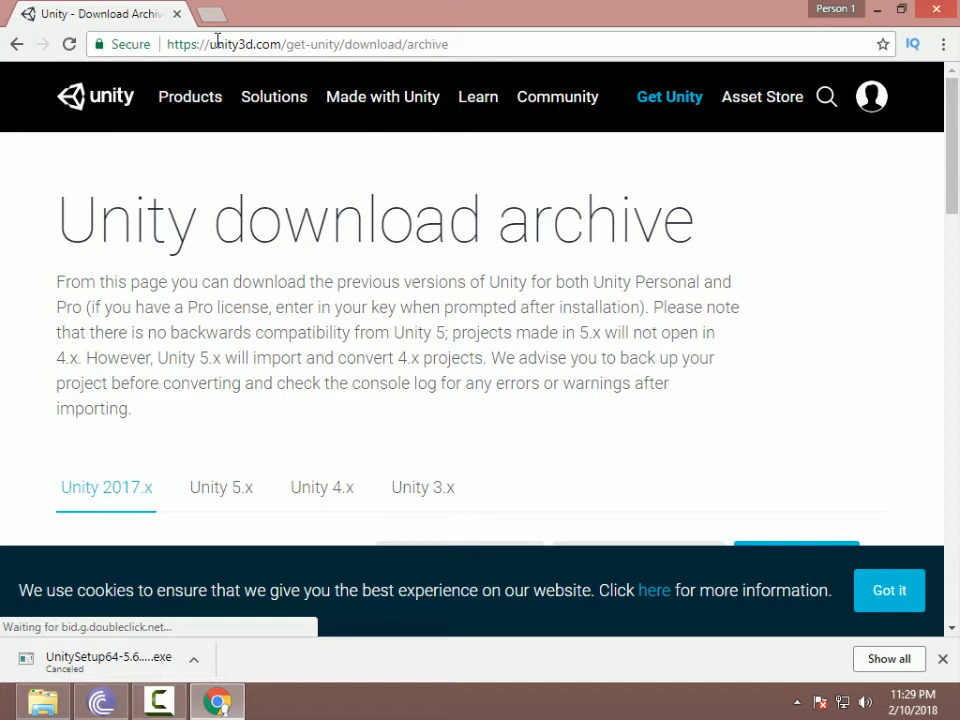 Unity - Download Archiv
Person 1
Secure https://unity3d.com/get-unity/download/archive
IQ
unity Products Solutions Made with Unity Learn Community Get Unity Asset Store
Unity download archive
From this page you can download the previous versions of Unity for both Unity Personal and
Pro (if you have a Pro license, enter in your key when prompted after installation). Please note
that there is no backwards compatibility from Unity 5; projects made in 5.x will not open in
4.x. However, Unity 5.x will import and convert 4.x projects. We advise you to back up your
project before converting and check the console log for any errors or warnings after
importing.
Unity 2017.x Unity 5.x Unity 4.x Unity 3.x
We use cookies to ensure that we give you the best experience on our website. Click here for more information. Got it
Waiting for bid.g.doubleclick.net...
UnitySetup64-5.6.....exe
Canceled
Show all
11:29 PM
2/10/2018